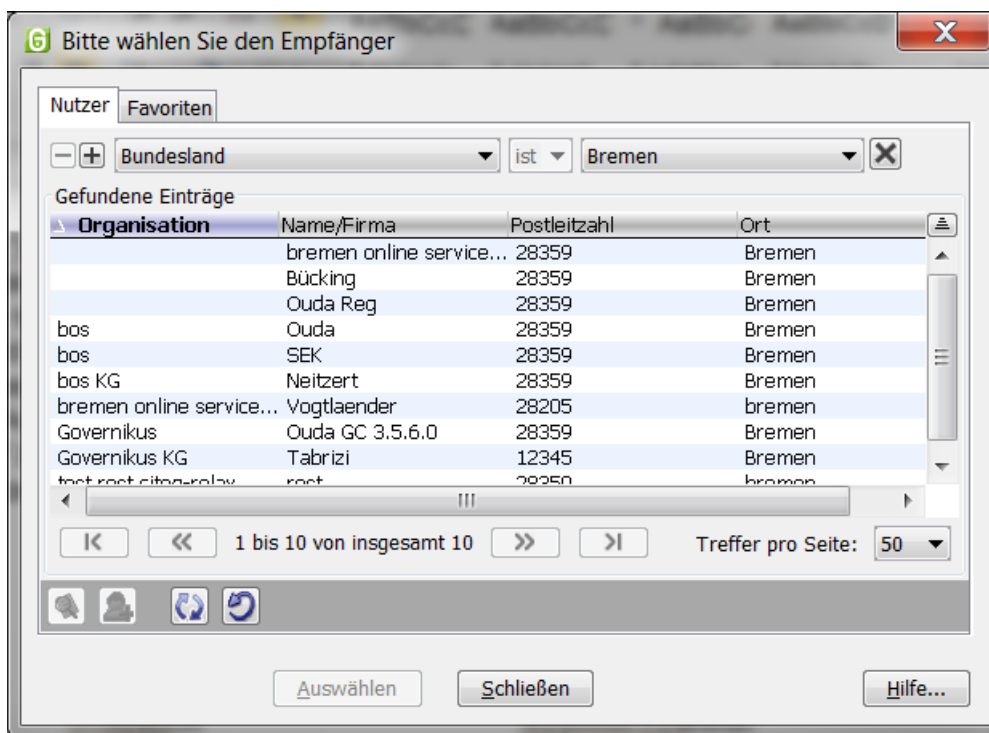 Bitte wählen Sie den Empfänger
Nutzer Favoriten
Bundesland ist Bremen
Gefundene Einträge
Organisation Name/Firma Postleitzahl Ort
bremen online service... 28359 Bremen
Bücking 28359 Bremen
Ouda Reg 28359 Bremen
bos Ouda 28359 Bremen
bos SEK 28359 Bremen
bos KG Neitzert 28359 Bremen
bremen online service... Vogtlaender 28205 bremen
Governikus Ouda GC 3.5.6.0 28359 Bremen
Governikus KG Tabrizi 12345 Bremen
1 bis 10 von insgesamt 10 Treffer pro Seite: 50
Auswählen Schließen Hilfe...